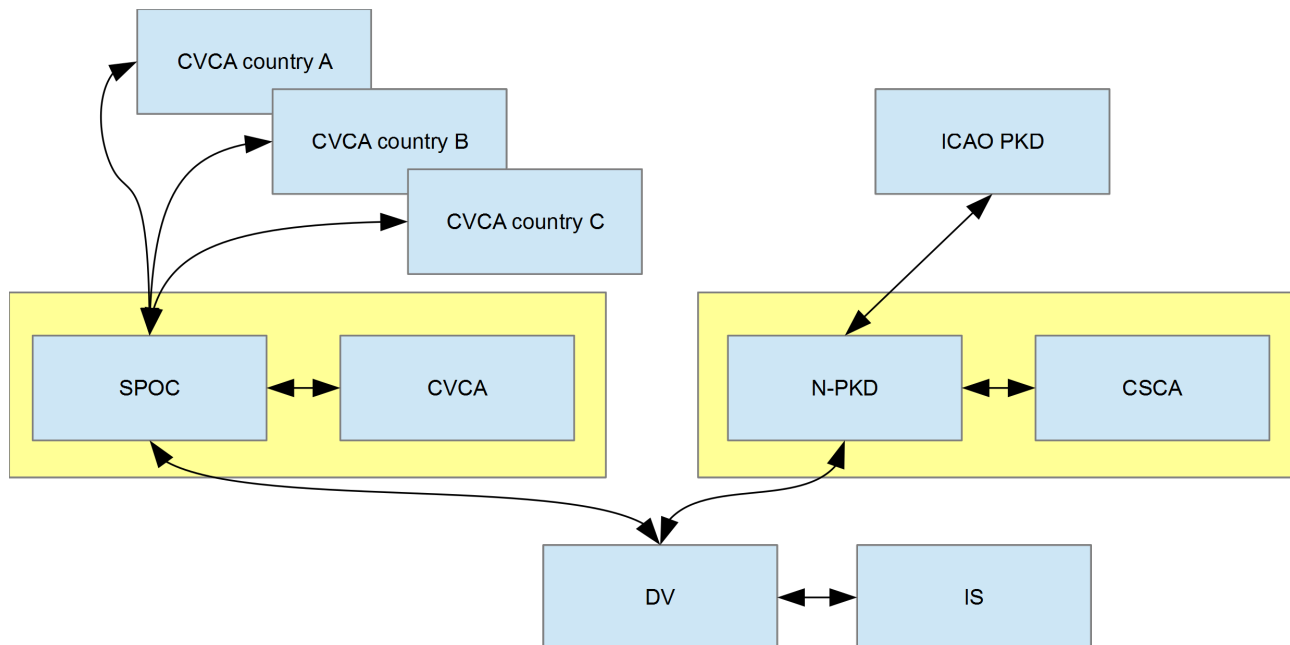 CVCA country A
CVCA country B
ICAO PKD
CVCA country C
SPOC
CVCA
N-PKD
CSCA
DV
IS